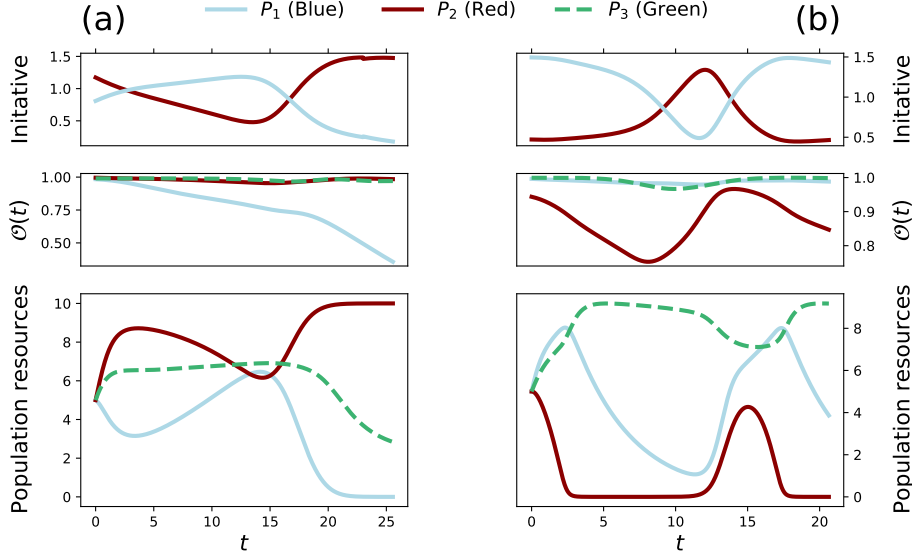 (a)
P₁ (Blue)
P₂ (Red)
P₃ (Green)
(b)
Initative
1.5
1.0
0.5
Initiative
1.5
1.0
0.5
𝒪(t)
1.00
0.75
0.50
𝒪(t)
1.0
0.9
0.8
Population resources
10
8
6
4
2
0
0 5 10 15 20 25
t
Population resources
8
6
4
2
0
0 5 10 15 20
t